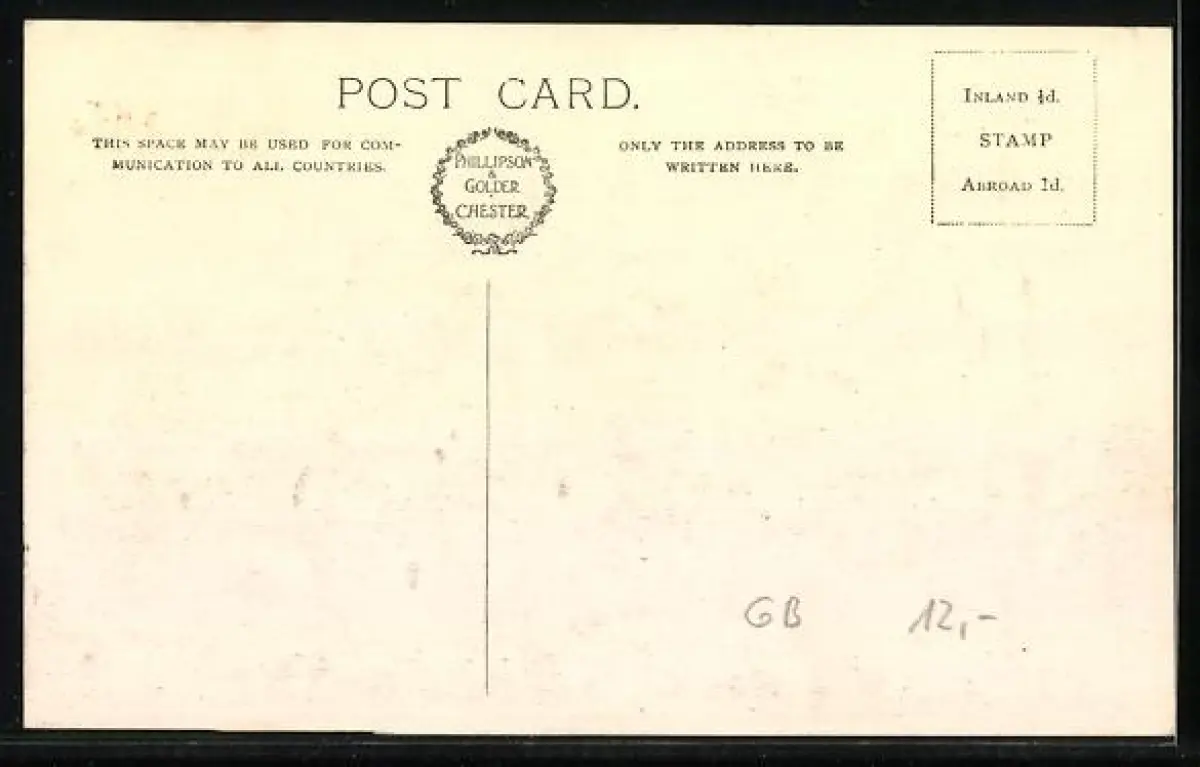 POST CARD.
THIS SPACE MAY BE USED FOR COM-
MUNICATION TO ALL COUNTRIES.
PHILLIPSON
&
GOLDER
CHESTER
ONLY THE ADDRESS TO BE
WRITTEN HERE.
INLAND ½d.
STAMP
ABROAD 1d.
GB 12,-